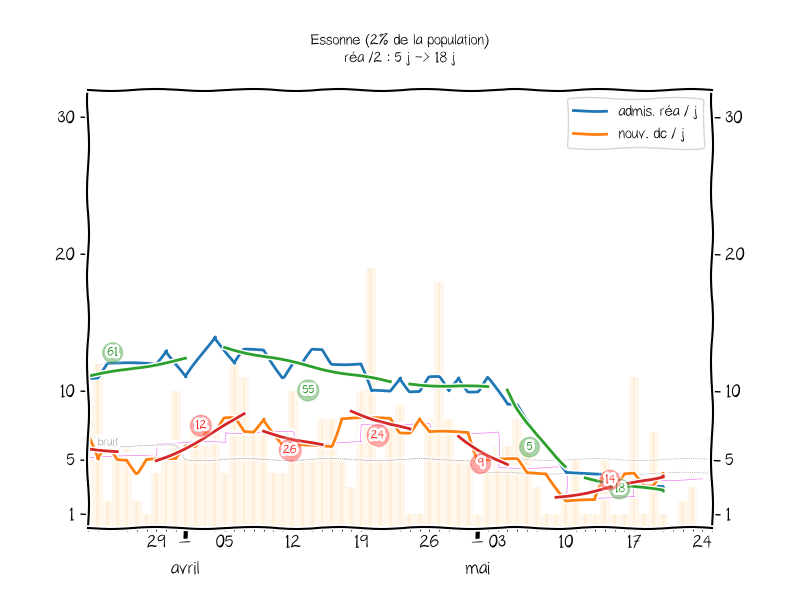 Essonne (2% de la population)
réa /2 : 5 j -> 18 j
admis. réa / j
nouv. dc / j
30
30
20
20
10
10
5
5
1
1
61
55
12
26
24
9
5
14
18
bruit
29 05 12 19 26 03 10 17 24
avril mai